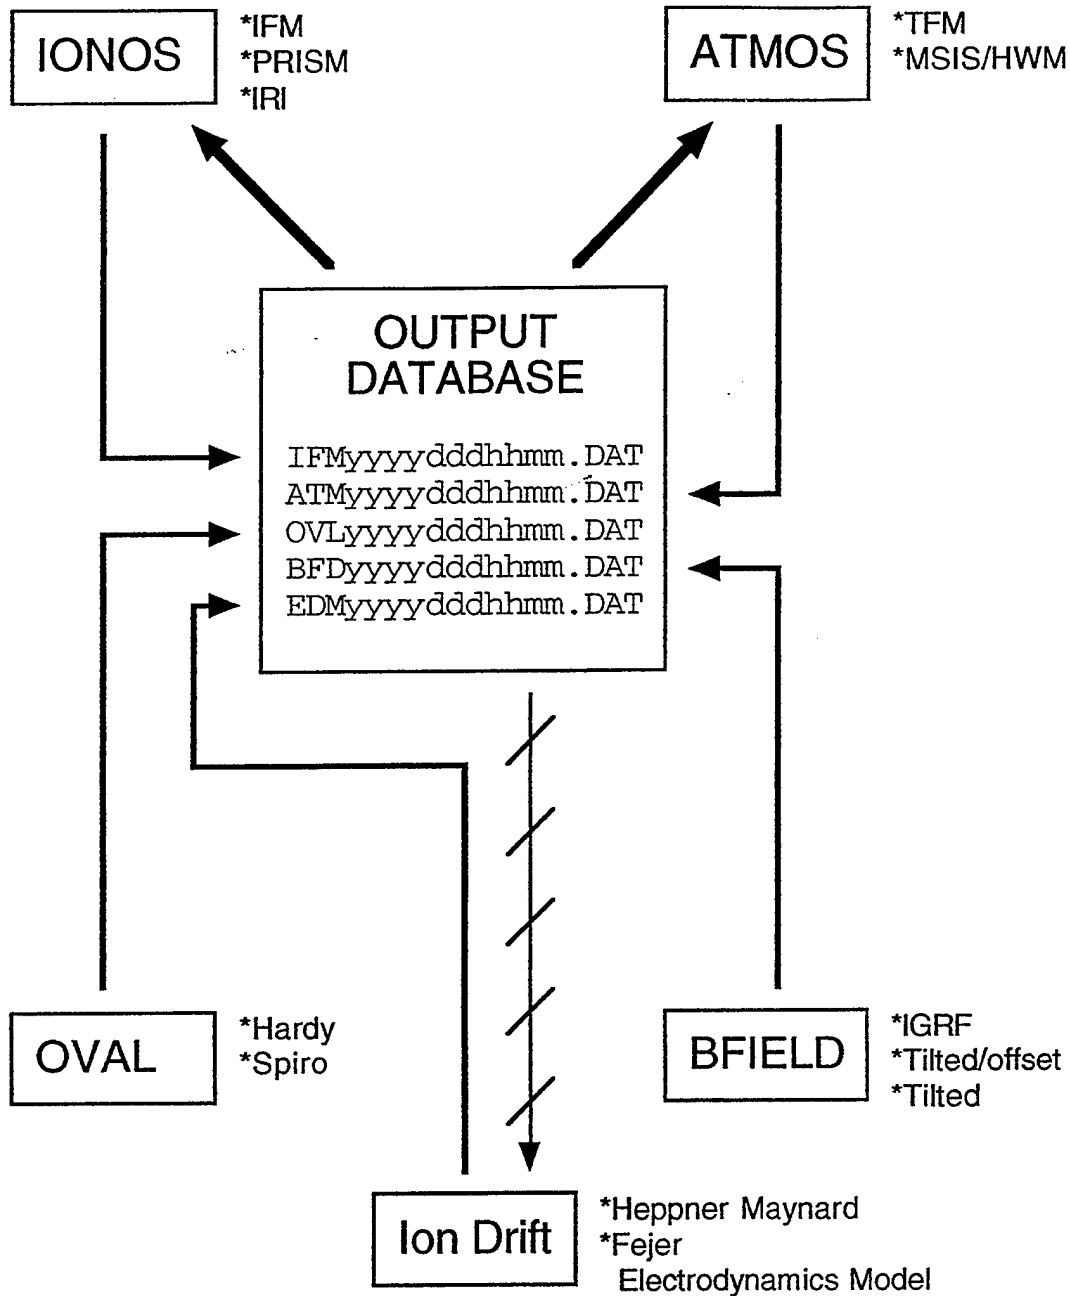 IONOS
*IFM
*PRISM
*IRI
ATMOS
*TFM
*MSIS/HWM
OUTPUT
DATABASE
IFMyyyydddhhmm.DAT
ATMyyyydddhhmm.DAT
OVLyyyydddhhmm.DAT
BFDyyyydddhhmm.DAT
EDMyyyydddhhmm.DAT
OVAL
*Hardy
*Spiro
BFIELD
*IGRF
*Tilted/offset
*Tilted
Ion Drift
*Heppner Maynard
*Fejer
Electrodynamics Model